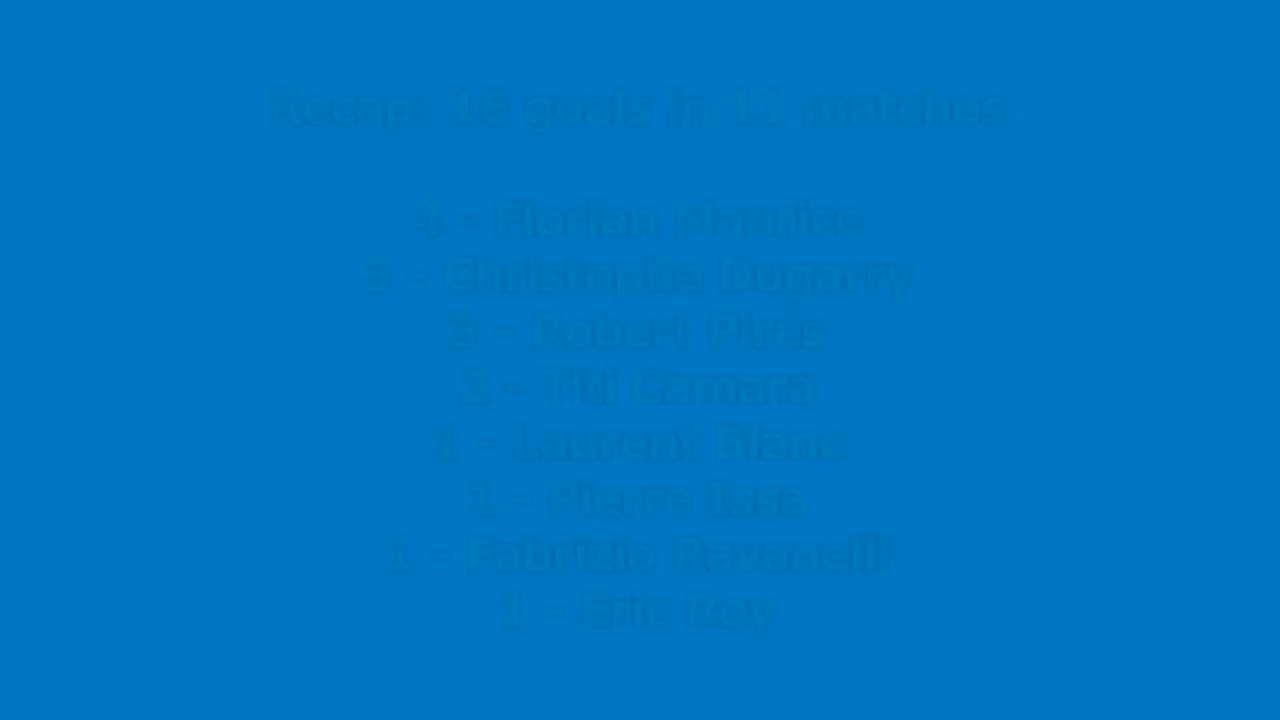 Recap: 16 goals in 11 matches
4 - Florian Maurice
3 - Christophe Dugarry
3 - Robert Pirés
2 - Titi Camara
1 - Laurent Blanc
1 - Pierre Issa
1 - Fabrizio Ravanelli
1 - Eric Roy